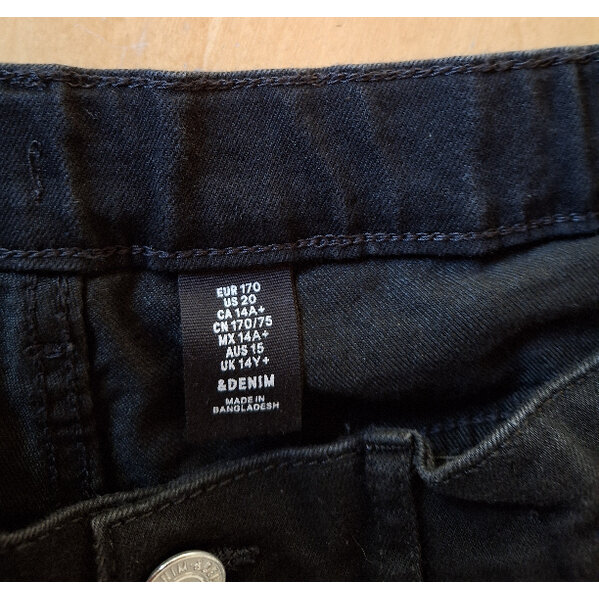 EUR 170
US 20
CA 14A+
CN 170/75
MX 14A+
AUS 15
UK 14Y+
&DENIM
MADE IN
BANGLADESH